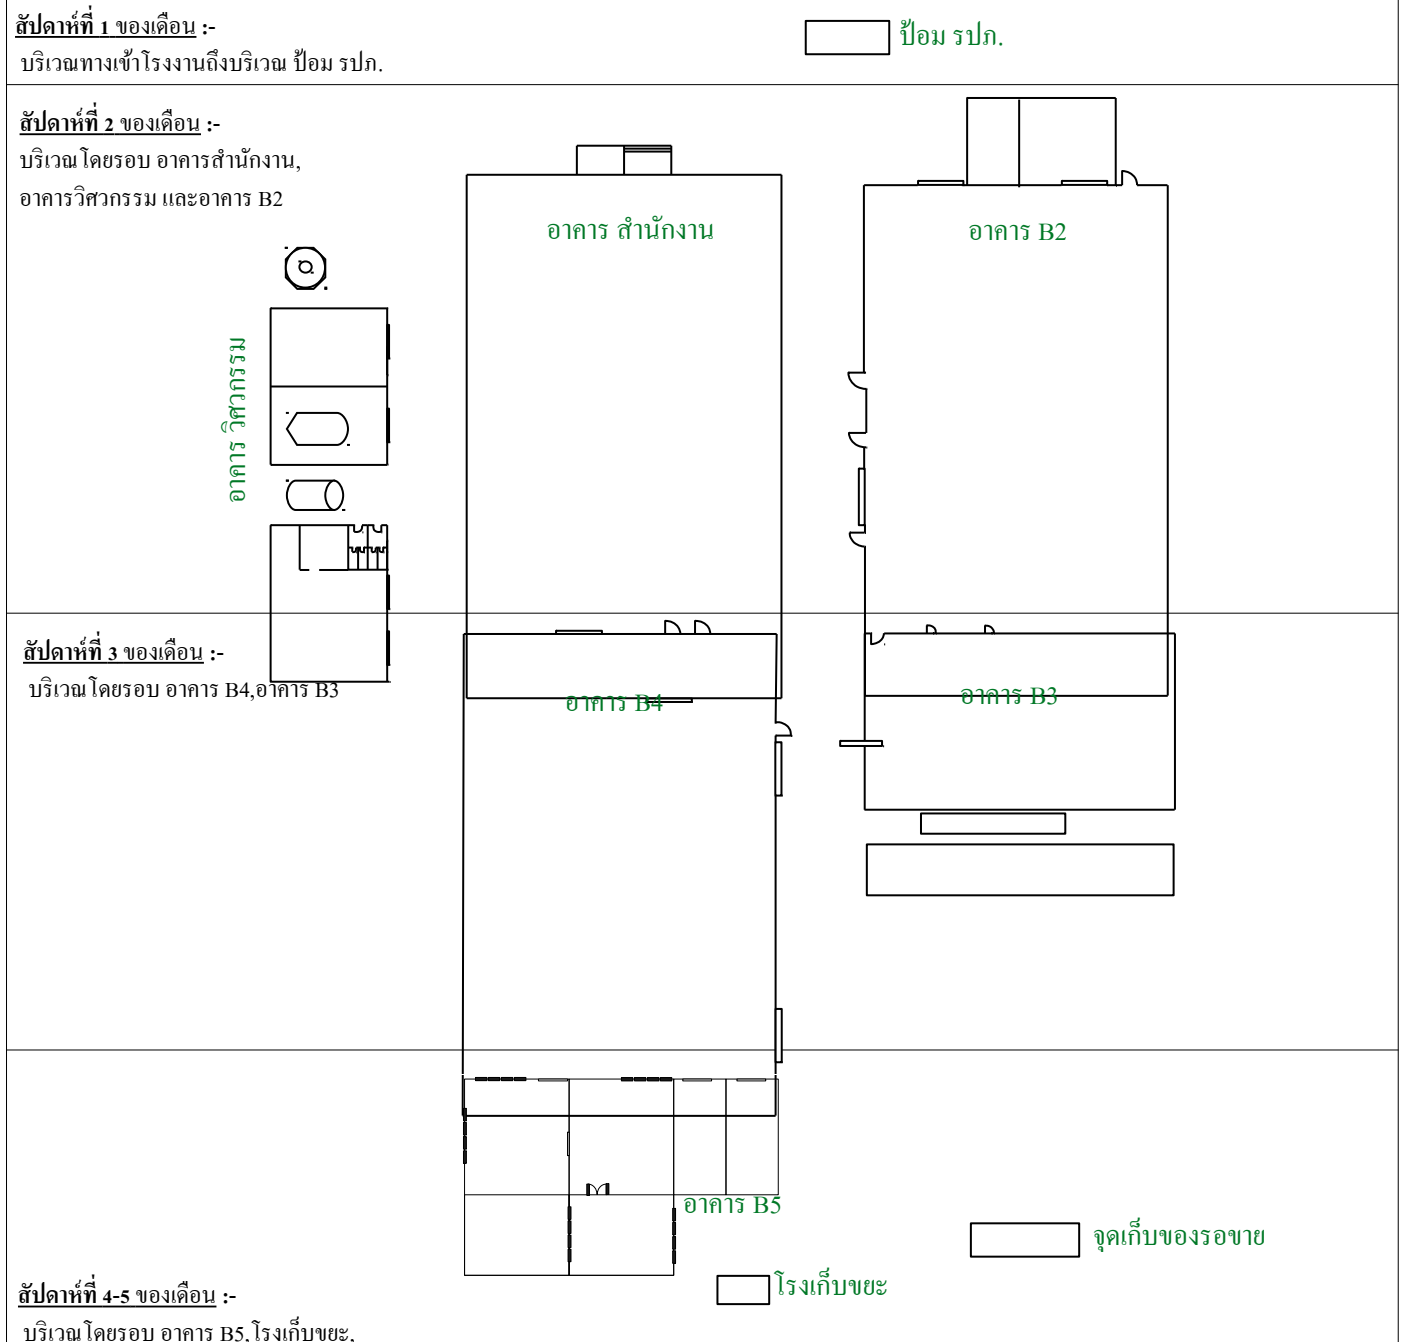 สัปดาห์ที่ 1 ของเดือน :-
บริเวณทางเข้าโรงงานถึงบริเวณ ป้อม รปภ.
ป้อม รปภ.
สัปดาห์ที่ 2 ของเดือน :-
บริเวณโดยรอบ อาคารสำนักงาน,
อาคารวิศวกรรม และอาคาร B2
อาคาร สำนักงาน
อาคาร B2
อาคาร วิศวกรรม
สัปดาห์ที่ 3 ของเดือน :-
บริเวณโดยรอบ อาคาร B4,อาคาร B3
อาคาร B4
อาคาร B3
อาคาร B5
จุดเก็บของรอขาย
โรงเก็บขยะ
สัปดาห์ที่ 4-5 ของเดือน :-
บริเวณโดยรอบ อาคาร B5,โรงเก็บขยะ,